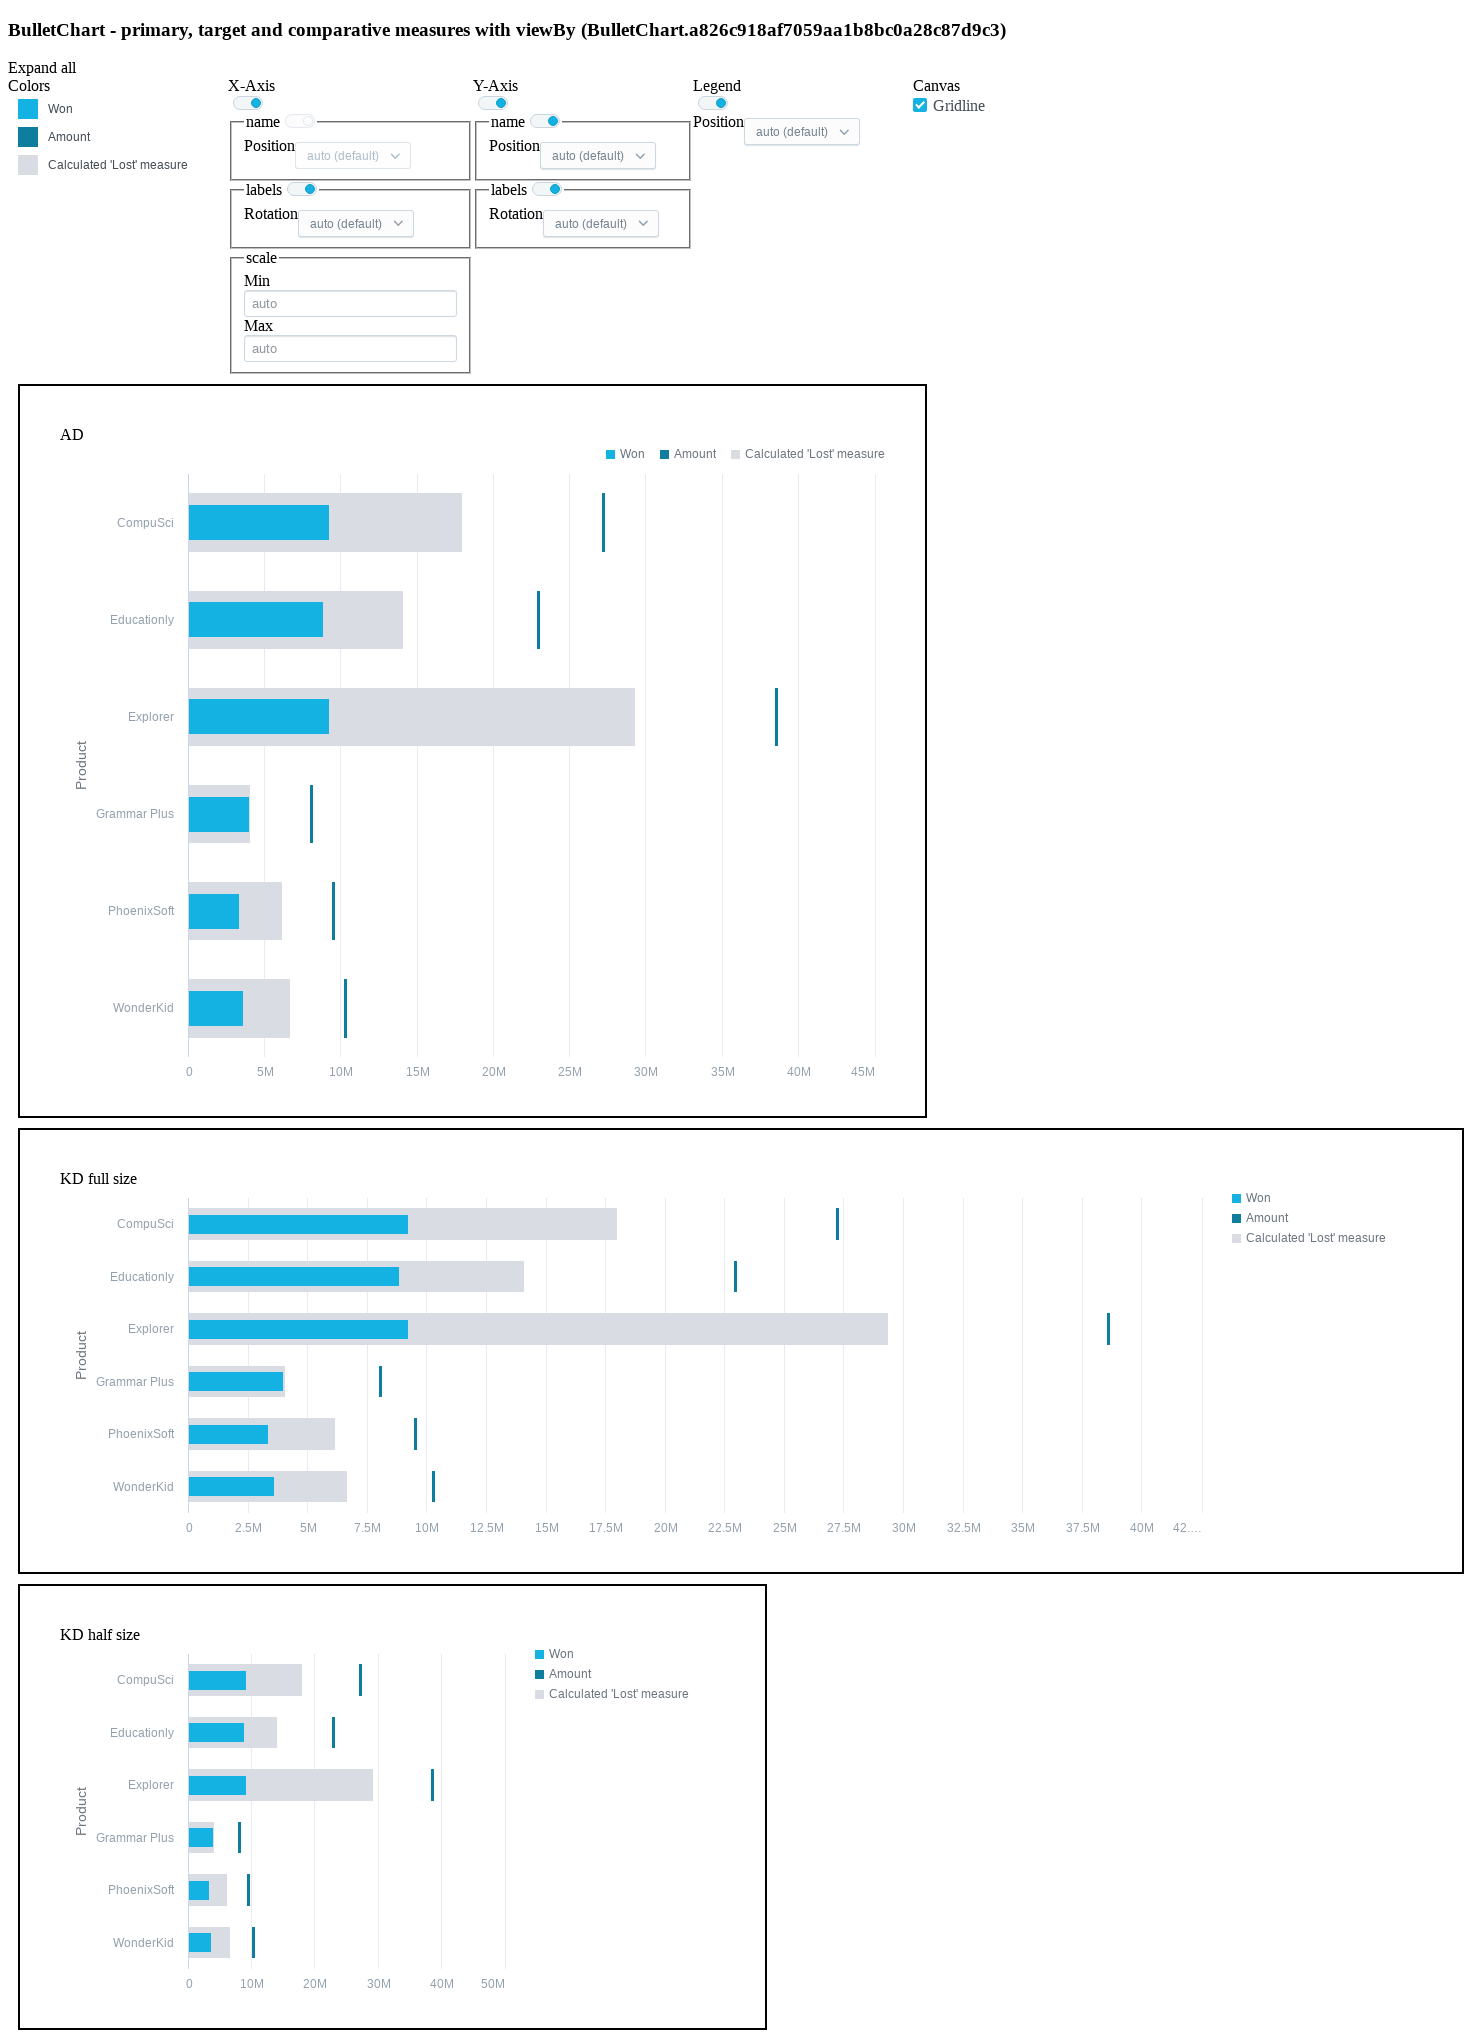 BulletChart - primary, target and comparative measures with viewBy (BulletChart.a826c918af7059aa1b8bc0a28c87d9c3)
Expand all
Colors
Won
Amount
Calculated 'Lost' measure
X-Axis
name
Position auto (default)
labels
Rotation auto (default)
scale
Min
auto
Max
auto
Y-Axis
name
Position auto (default)
labels
Rotation auto (default)
Legend
Position auto (default)
Canvas
Gridline
AD
Won Amount Calculated 'Lost' measure
Product
CompuSci
Educationly
Explorer
Grammar Plus
PhoenixSoft
WonderKid
0 5M 10M 15M 20M 25M 30M 35M 40M 45M
KD full size
Won
Amount
Calculated 'Lost' measure
Product
CompuSci
Educationly
Explorer
Grammar Plus
PhoenixSoft
WonderKid
0 2.5M 5M 7.5M 10M 12.5M 15M 17.5M 20M 22.5M 25M 27.5M 30M 32.5M 35M 37.5M 40M 42.…
KD half size
Won
Amount
Calculated 'Lost' measure
Product
CompuSci
Educationly
Explorer
Grammar Plus
PhoenixSoft
WonderKid
0 10M 20M 30M 40M 50M